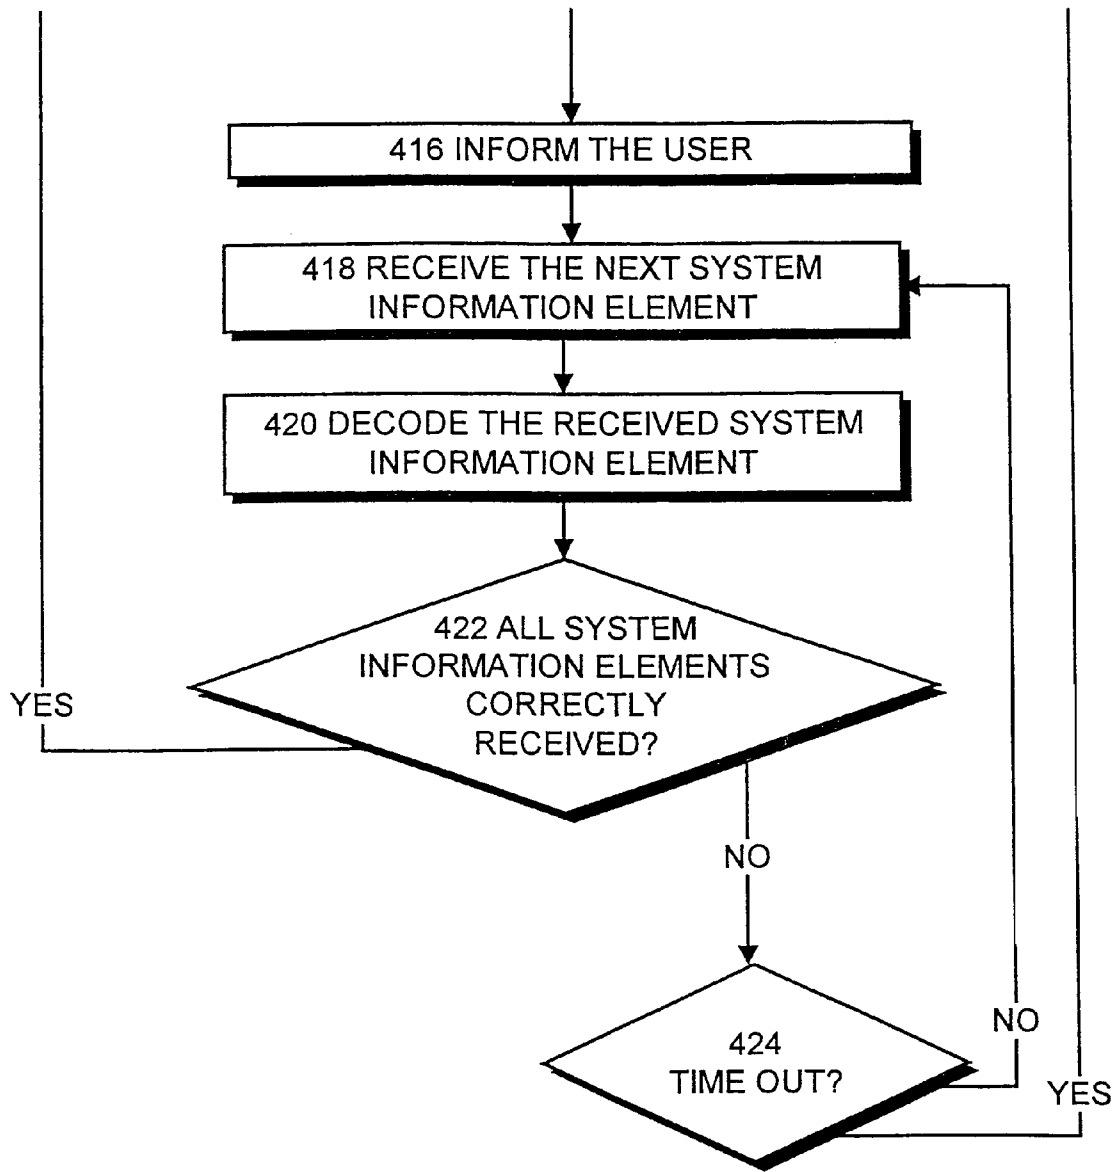 416 INFORM THE USER
418 RECEIVE THE NEXT SYSTEM
INFORMATION ELEMENT
420 DECODE THE RECEIVED SYSTEM
INFORMATION ELEMENT
422 ALL SYSTEM
INFORMATION ELEMENTS
CORRECTLY
RECEIVED?
YES
NO
424
TIME OUT?
NO
YES